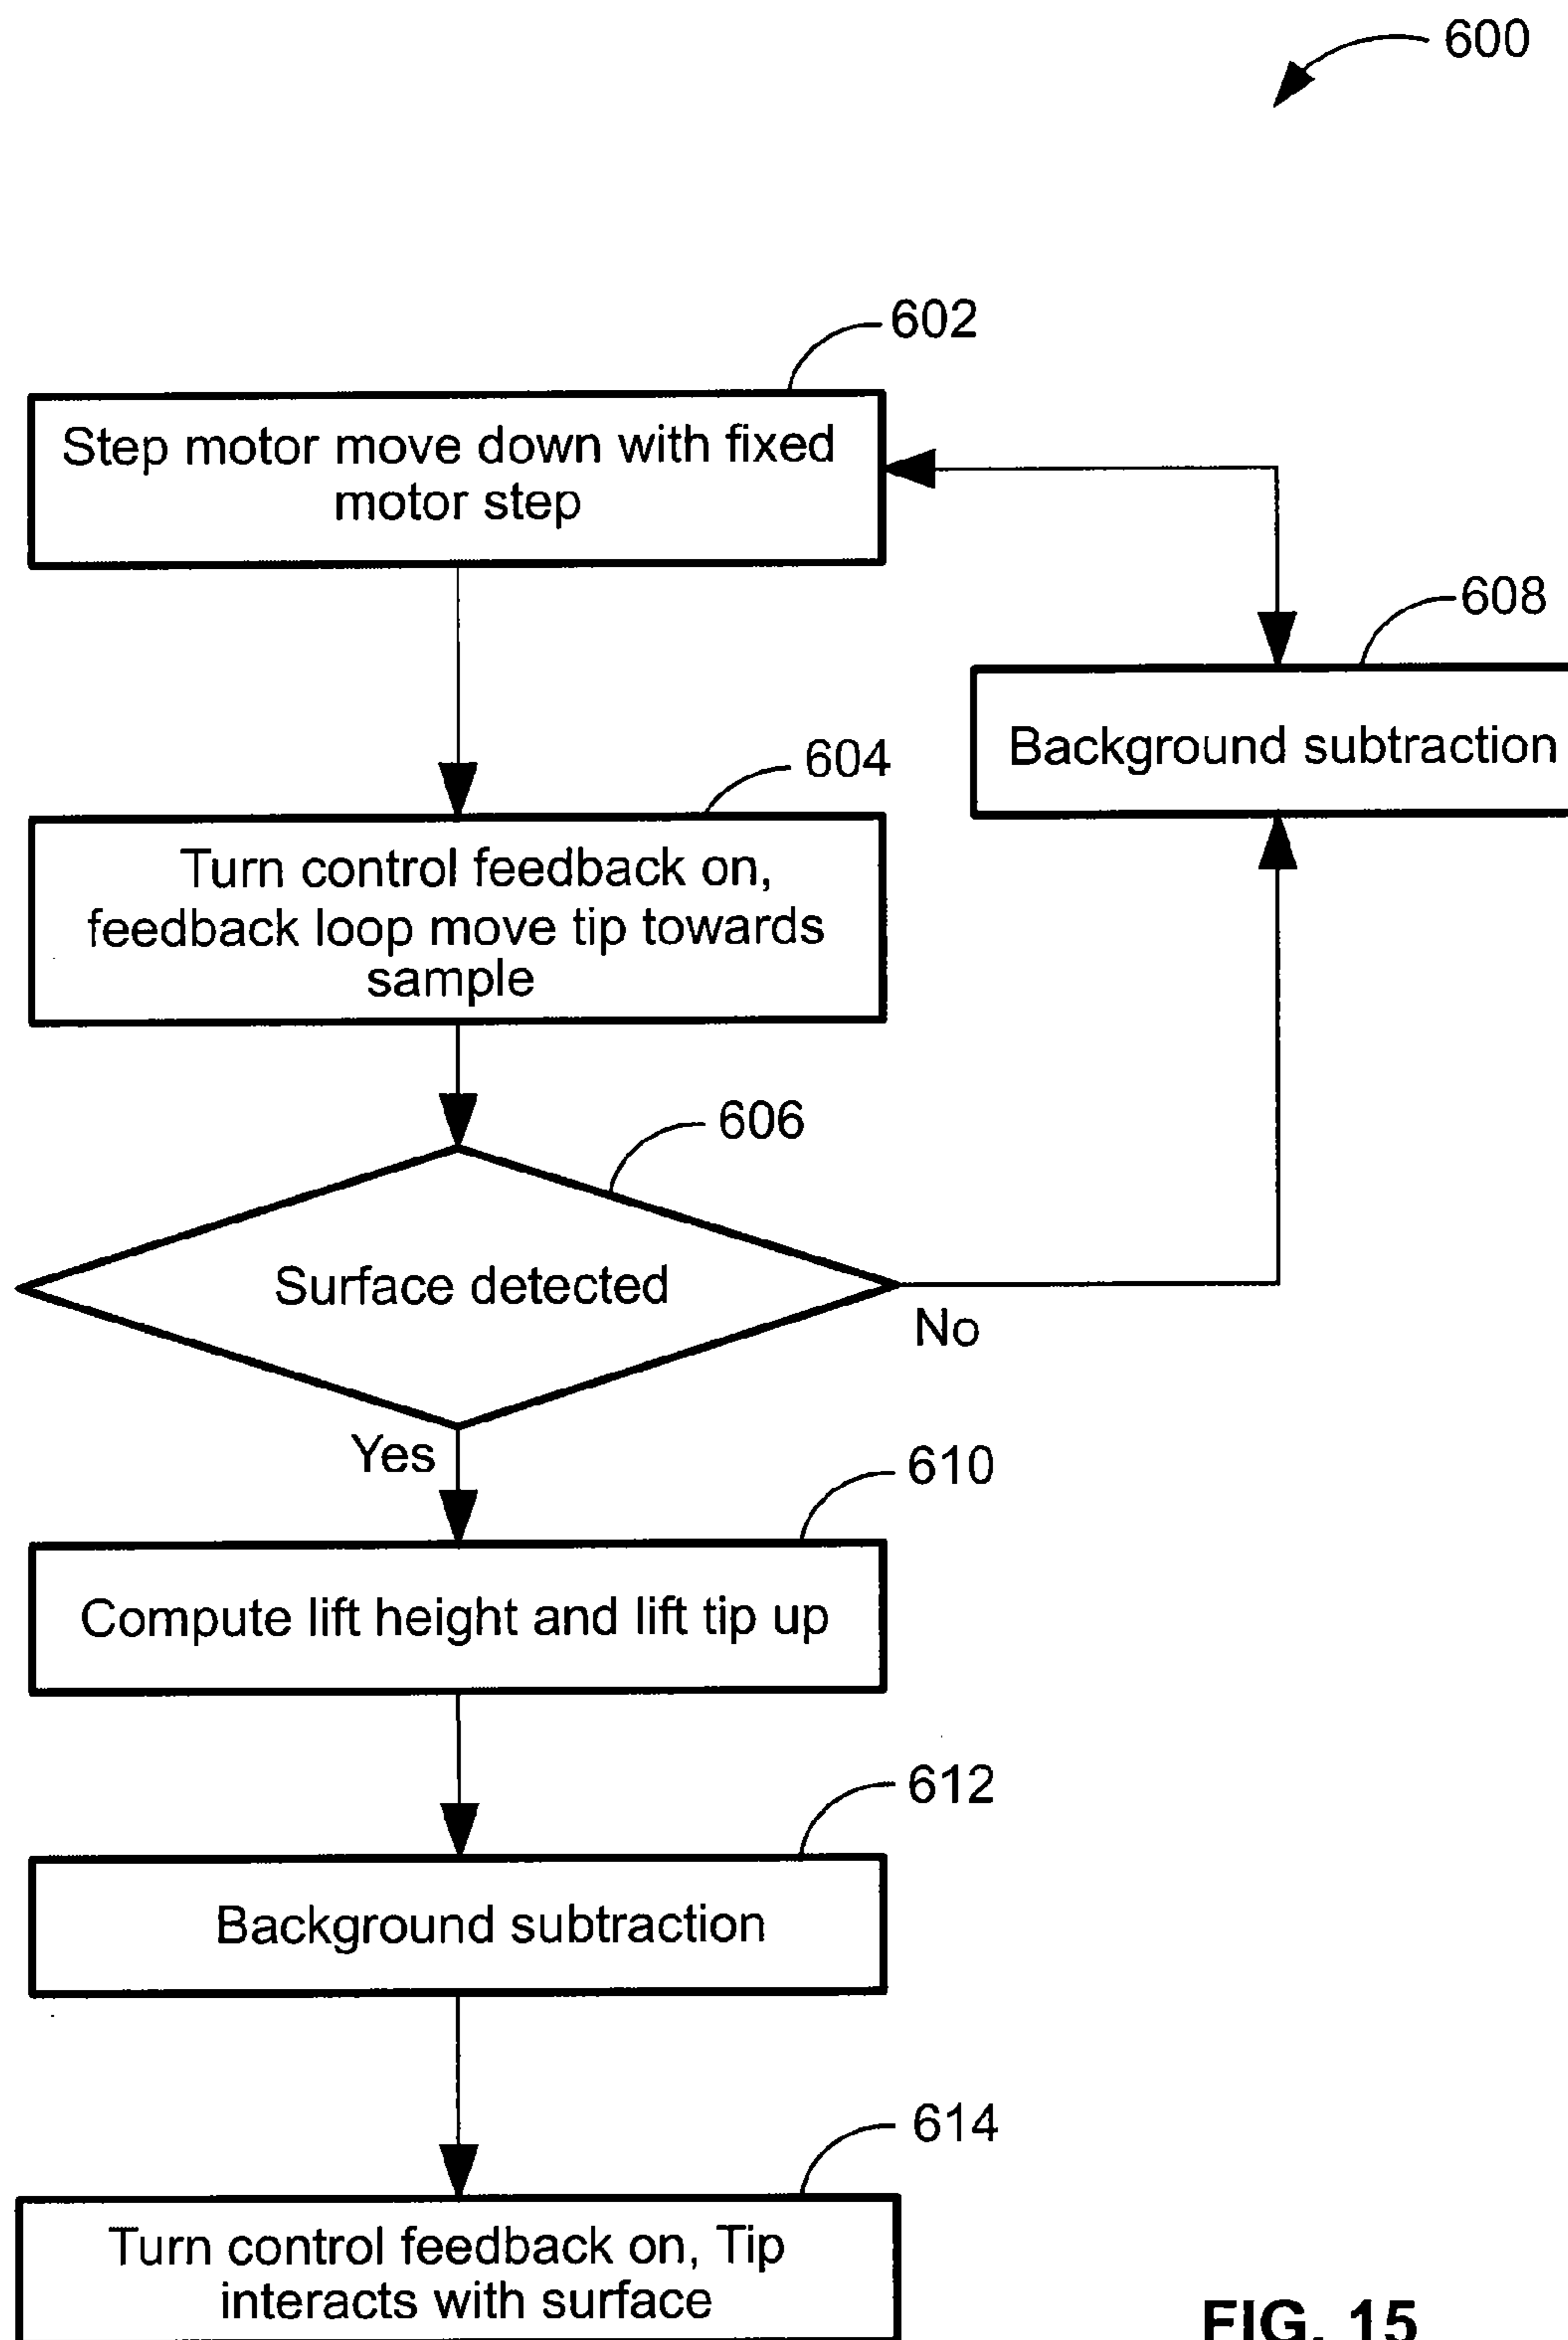 600
602
Step motor move down with fixed
motor step
608
Background subtraction
604
Turn control feedback on,
feedback loop move tip towards
sample
606
Surface detected
No
Yes
610
Compute lift height and lift tip up
612
Background subtraction
614
Turn control feedback on, Tip
interacts with surface
FIG. 15